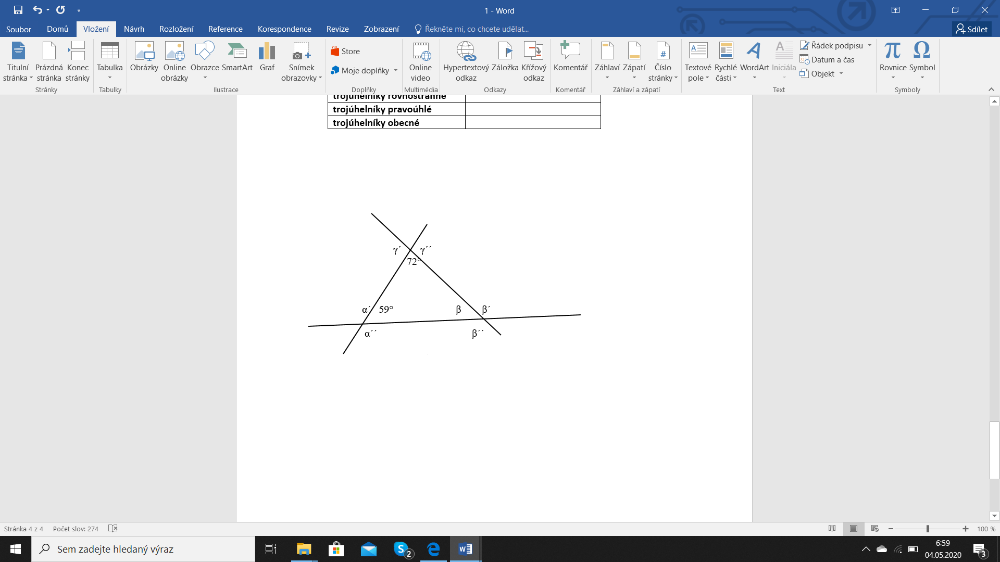 1 - Word
Soubor Domů Vložení Návrh Rozložení Reference Korespondence Revize Zobrazení Řekněte mi, co chcete udělat... Sdílet
Titulní stránka Prázdná stránka Konec stránky
Stránky
Tabulka
Tabulky
Obrázky Online obrázky Obrazce SmartArt Graf Snímek obrazovky
Ilustrace
Store
Moje doplňky
Doplňky
Online video
Multimédia
Hypertextový odkaz Záložka Křížový odkaz
Odkazy
Komentář
Komentář
Záhlaví Zápatí Číslo stránky
Záhlaví a zápatí
Textové pole Rychlé části WordArt Iniciála
Řádek podpisu
Datum a čas
Objekt
Text
Rovnice Symbol
Symboly
trojúhelníky rovnostranné
trojúhelníky pravoúhlé
trojúhelníky obecné
γ´ γ´´
72°
α´ 59° β β´
α´´ β´´
Stránka 4 z 4 Počet slov: 274 100 %
Sem zadejte hledaný výraz
2
6:59
04.05.2020
3